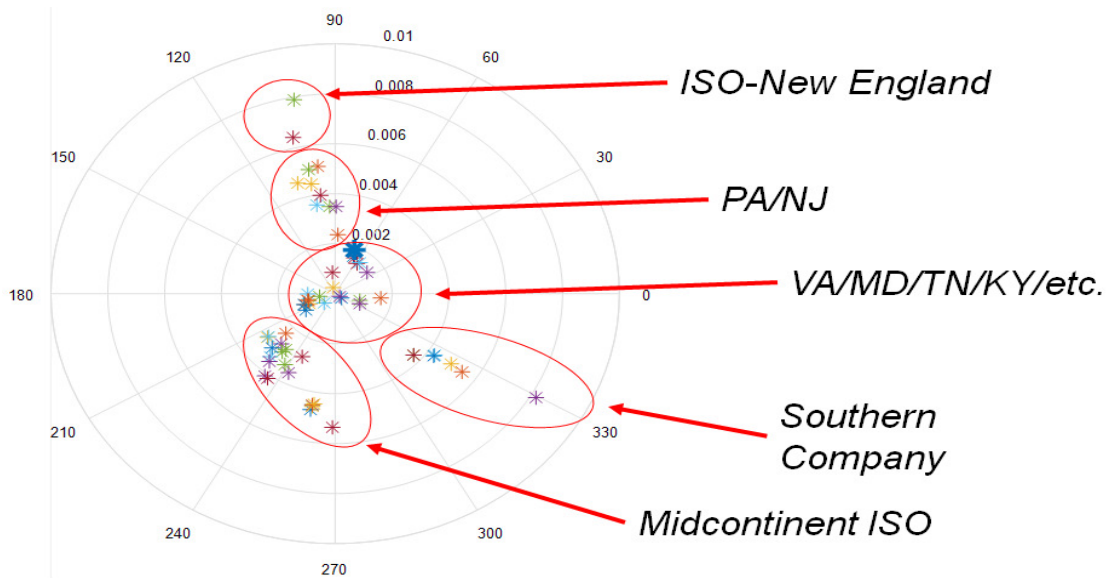 90
0.01
120
60
0.008
ISO-New England
0.006
150
30
0.004
PA/NJ
0.002
180
0
VA/MD/TN/KY/etc.
210
330
Southern
Company
240
300
Midcontinent ISO
270